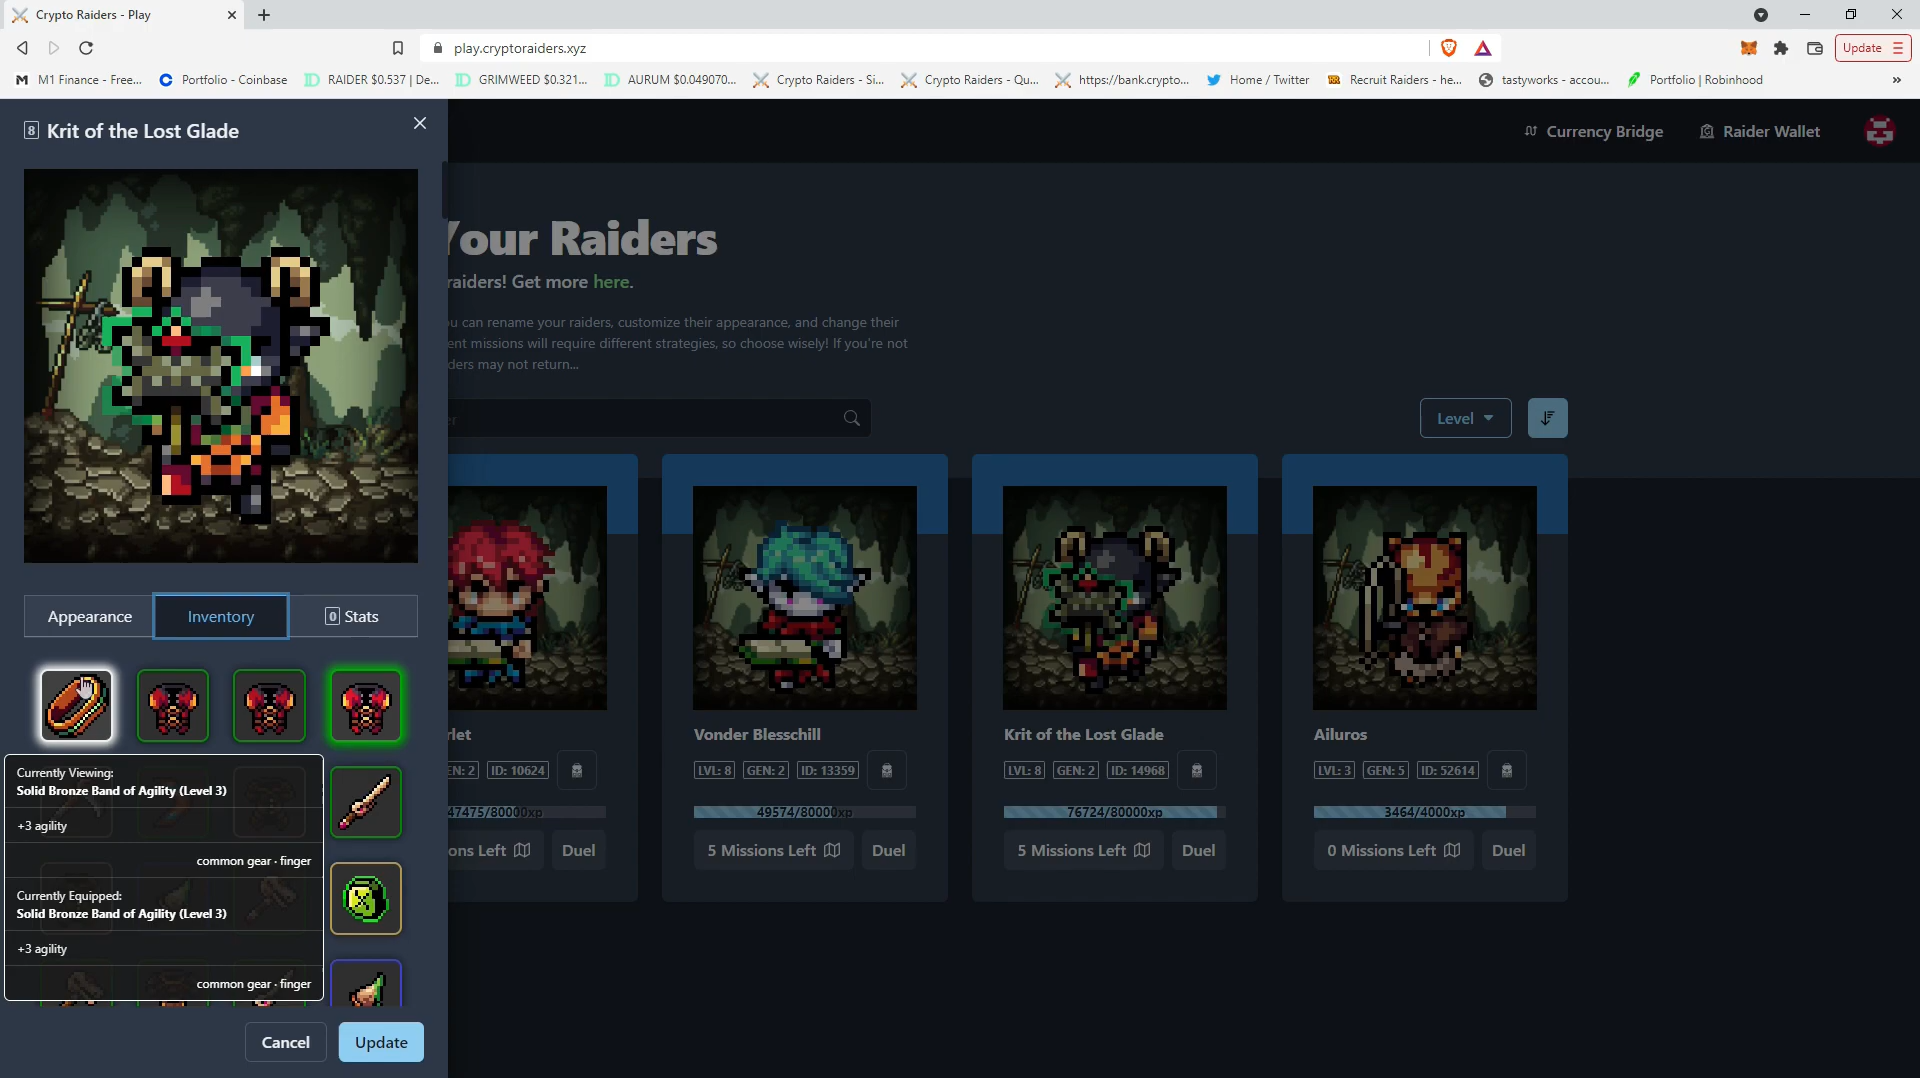 Crypto Raiders - Play
play.cryptoraiders.xyz
Update
M1 Finance - Free...
Portfolio - Coinbase
RAIDER $0.537 | De...
GRIMWEED $0.321...
AURUM $0.049070...
Crypto Raiders - Si...
Crypto Raiders - Qu...
https://bank.crypto...
Home / Twitter
Recruit Raiders - he...
tastyworks - accou...
Portfolio | Robinhood
»
8 Krit of the Lost Glade
Currency Bridge
Raider Wallet
Your Raiders
raiders! Get more here.
u can rename your raiders, customize their appearance, and change their
ent missions will require different strategies, so choose wisely! If you're not
ders may not return...
er
Level
Appearance
Inventory
0 Stats
Currently Viewing:
Solid Bronze Band of Agility (Level 3)
+3 agility
common gear · finger
Currently Equipped:
Solid Bronze Band of Agility (Level 3)
+3 agility
common gear · finger
Cancel
Update
rlet
EN: 2
ID: 10624
47475/80000xp
ons Left
Duel
Vonder Blesschill
LVL: 8
GEN: 2
ID: 13359
49574/80000xp
5 Missions Left
Duel
Krit of the Lost Glade
LVL: 8
GEN: 2
ID: 14968
76724/80000xp
5 Missions Left
Duel
Ailuros
LVL: 3
GEN: 5
ID: 52614
3464/4000xp
0 Missions Left
Duel